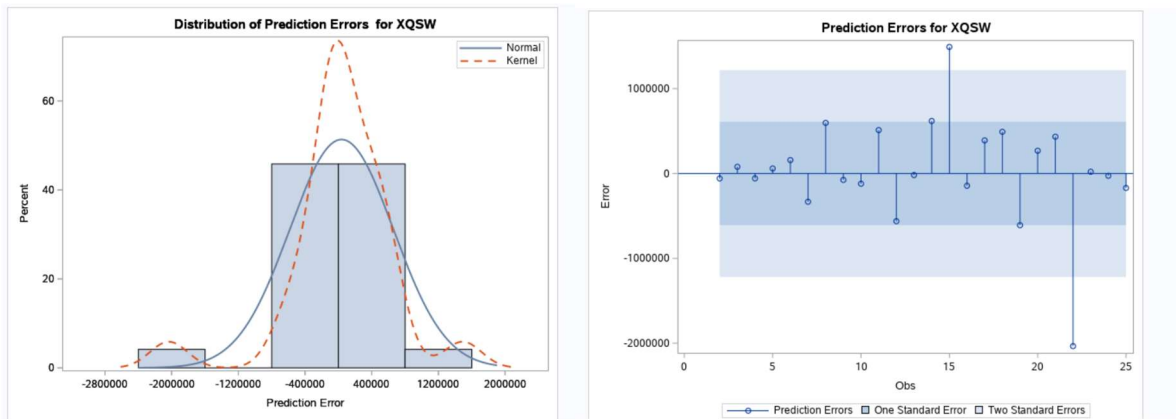 Distribution of Prediction Errors for XQSW
Normal
Kernel
60
40
20
0
Percent
-2800000 -2000000 -1200000 -400000 400000 1200000 2000000
Prediction Error
Prediction Errors for XQSW
1000000
0
-1000000
-2000000
Error
0 5 10 15 20 25
Obs
Prediction Errors One Standard Error Two Standard Errors